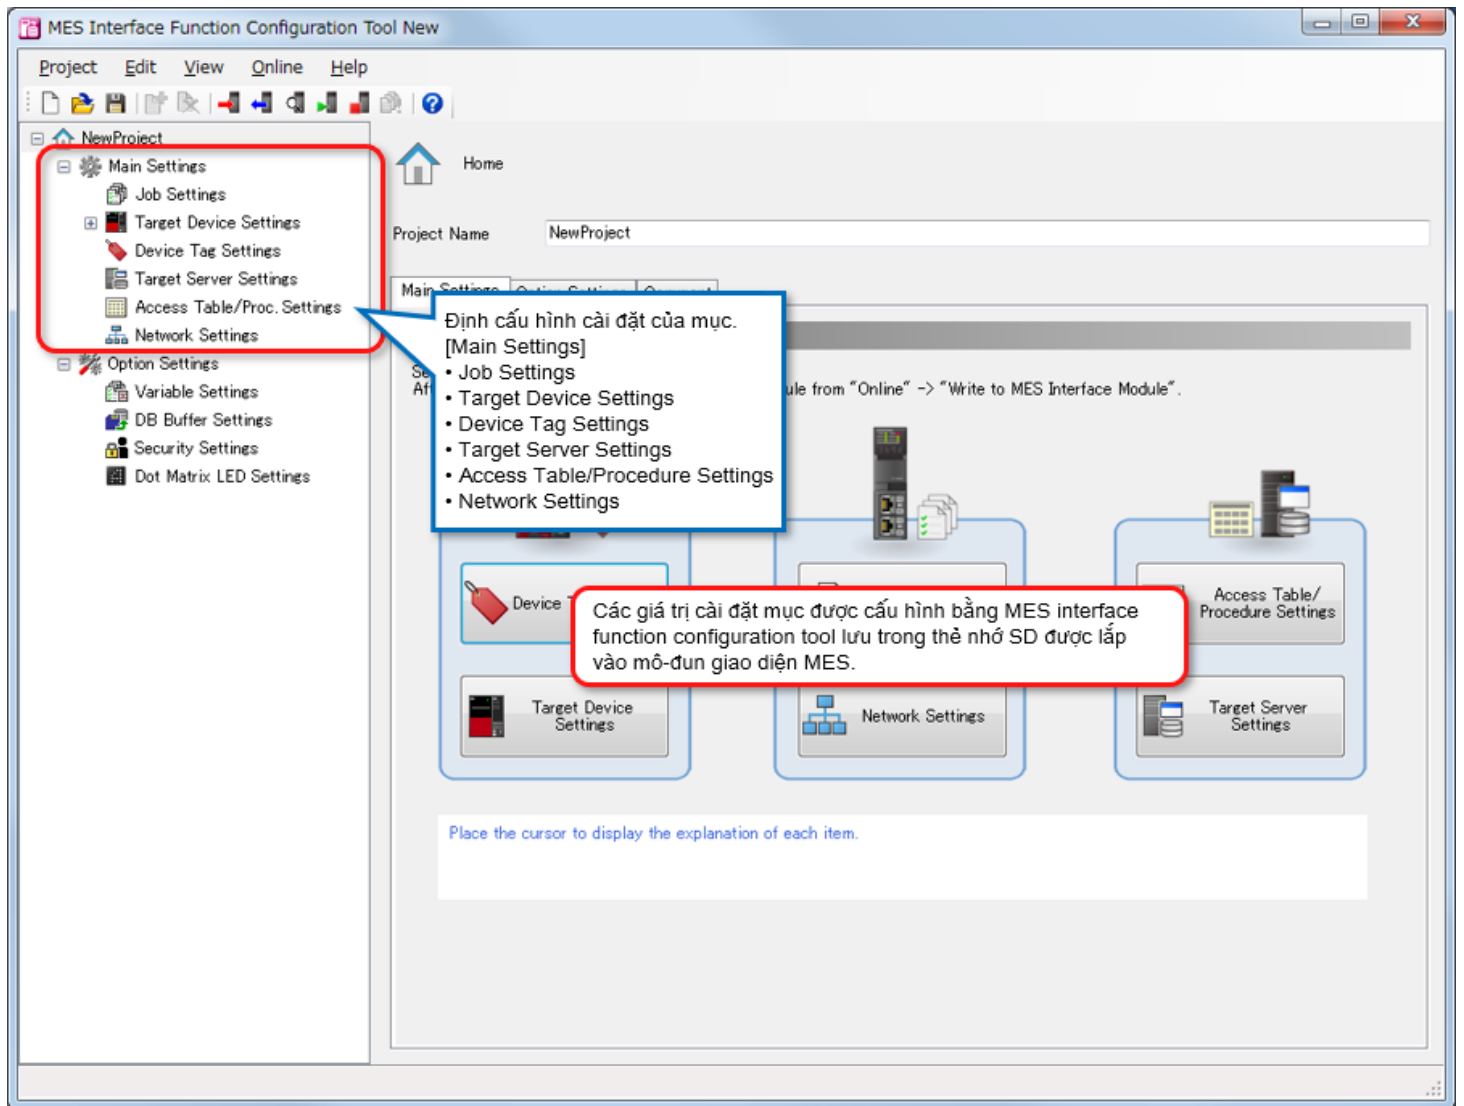 MES Interface Function Configuration Tool New
Project Edit View Online Help
NewProject
Main Settings
Job Settings
Target Device Settings
Device Tag Settings
Target Server Settings
Access Table/Proc. Settings
Network Settings
Option Settings
Variable Settings
DB Buffer Settings
Security Settings
Dot Matrix LED Settings
Home
Project Name NewProject
Main Settings Option Settings Comment
Định cấu hình cài đặt của mục.
[Main Settings]
• Job Settings
• Target Device Settings
• Device Tag Settings
• Target Server Settings
• Access Table/Procedure Settings
• Network Settings
from "Online" -> "Write to MES Interface Module".
Device
Các giá trị cài đặt mục được cấu hình bằng MES interface
function configuration tool lưu trong thẻ nhớ SD được lắp
vào mô-đun giao diện MES.
Access Table/
Procedure Settings
Target Device
Settings
Network Settings
Target Server
Settings
Place the cursor to display the explanation of each item.